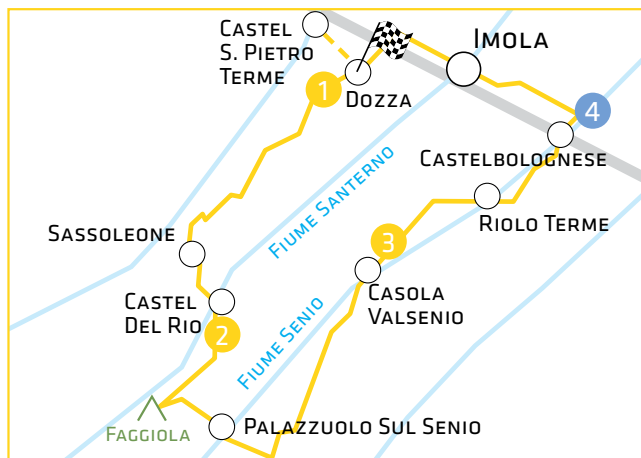 CASTEL
S. PIETRO
TERME
IMOLA
1
DOZZA
4
CASTELBOLOGNESE
FIUME SANTERNO
RIOLO TERME
SASSOLEONE
3
CASTEL
DEL RIO
CASOLA
VALSENIO
2
FIUME SENIO
PALAZZUOLO SUL SENIO
FAGGIOLA